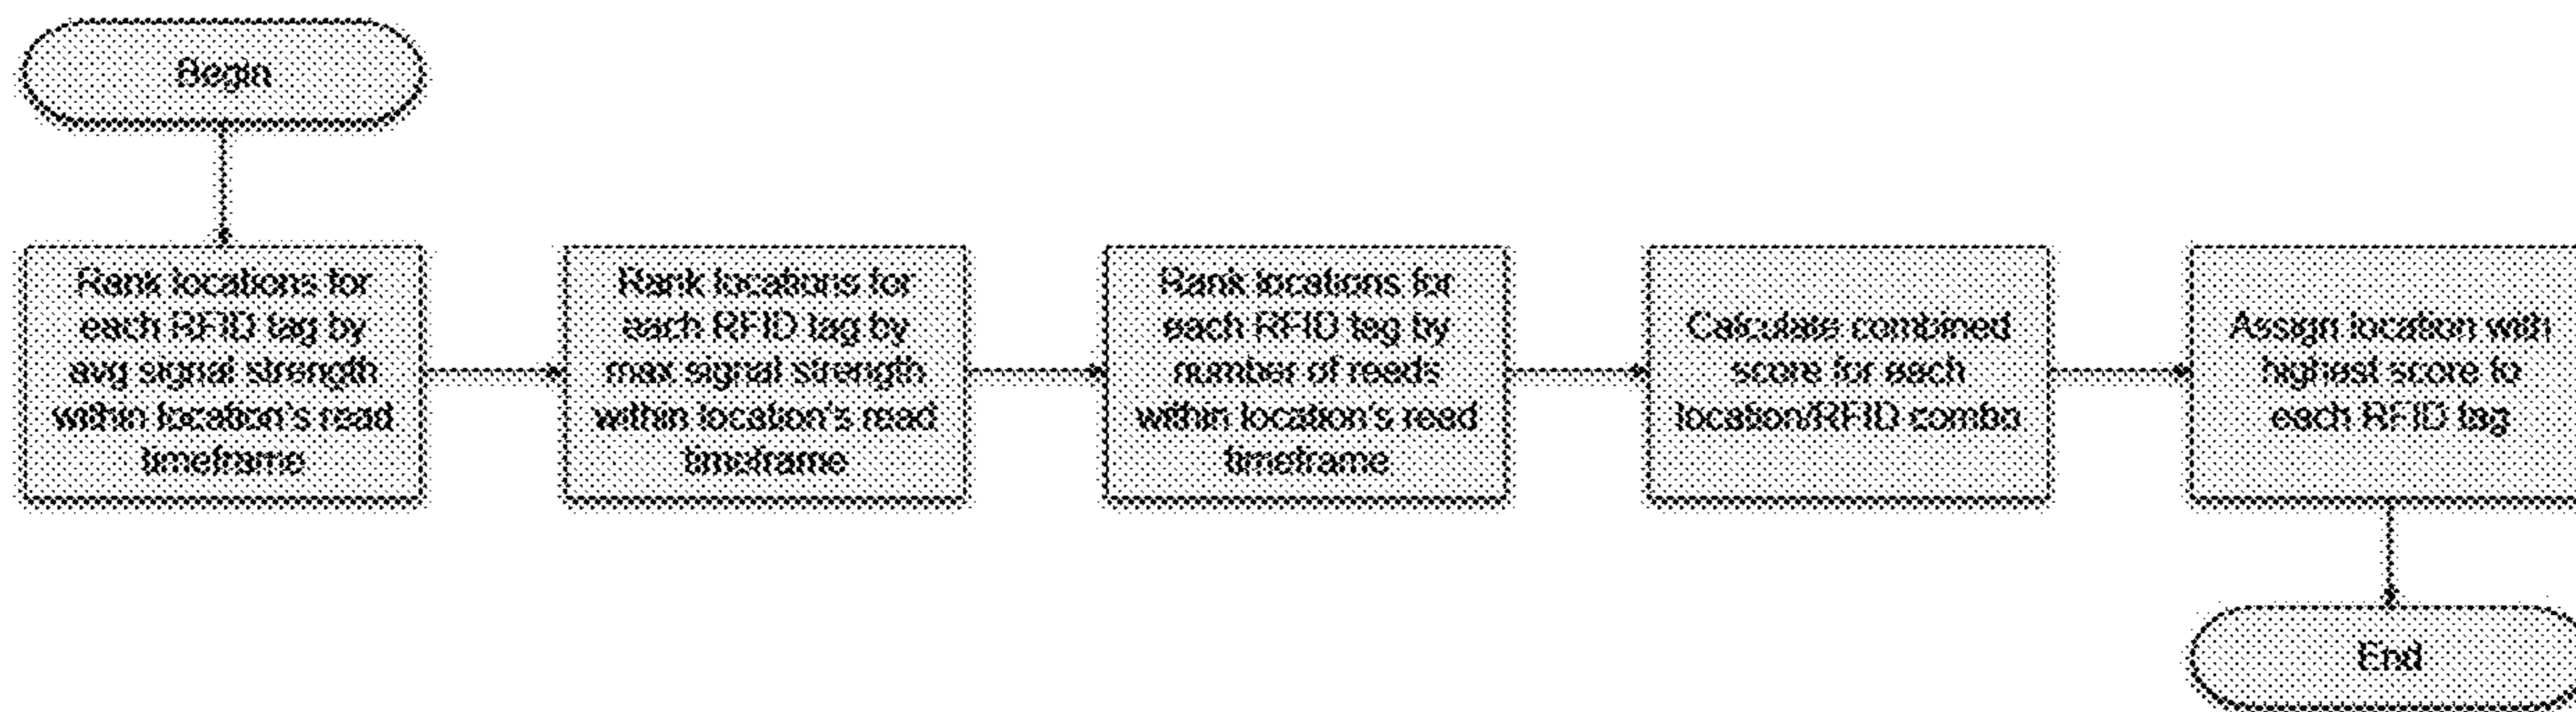 Begin
Rank locations for
each RFID tag by
avg signal strength
within location's read
timeframe
Rank locations for
each RFID tag by
max signal strength
within location's read
timeframe
Rank locations for
each RFID tag by
number of reads
within location's read
timeframe
Calculate combined
score for each
location/RFID combo
Assign location with
highest score to
each RFID tag
End